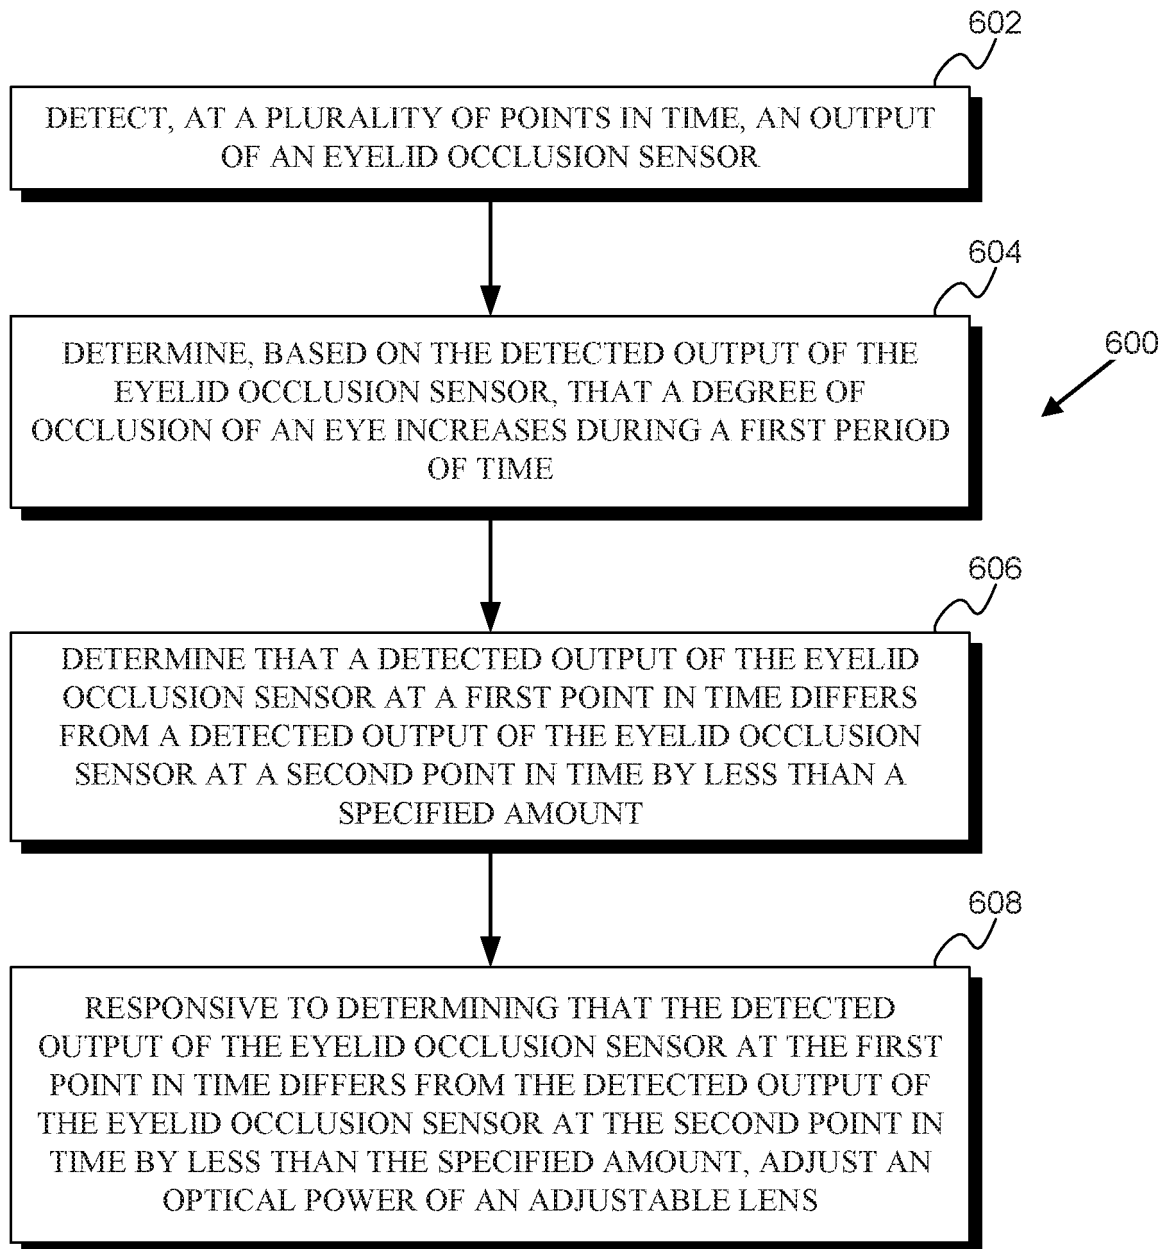 602
DETECT, AT A PLURALITY OF POINTS IN TIME, AN OUTPUT
OF AN EYELID OCCLUSION SENSOR
604
DETERMINE, BASED ON THE DETECTED OUTPUT OF THE
EYELID OCCLUSION SENSOR, THAT A DEGREE OF
OCCLUSION OF AN EYE INCREASES DURING A FIRST PERIOD
OF TIME
600
606
DETERMINE THAT A DETECTED OUTPUT OF THE EYELID
OCCLUSION SENSOR AT A FIRST POINT IN TIME DIFFERS
FROM A DETECTED OUTPUT OF THE EYELID OCCLUSION
SENSOR AT A SECOND POINT IN TIME BY LESS THAN A
SPECIFIED AMOUNT
608
RESPONSIVE TO DETERMINING THAT THE DETECTED
OUTPUT OF THE EYELID OCCLUSION SENSOR AT THE FIRST
POINT IN TIME DIFFERS FROM THE DETECTED OUTPUT OF
THE EYELID OCCLUSION SENSOR AT THE SECOND POINT IN
TIME BY LESS THAN THE SPECIFIED AMOUNT, ADJUST AN
OPTICAL POWER OF AN ADJUSTABLE LENS